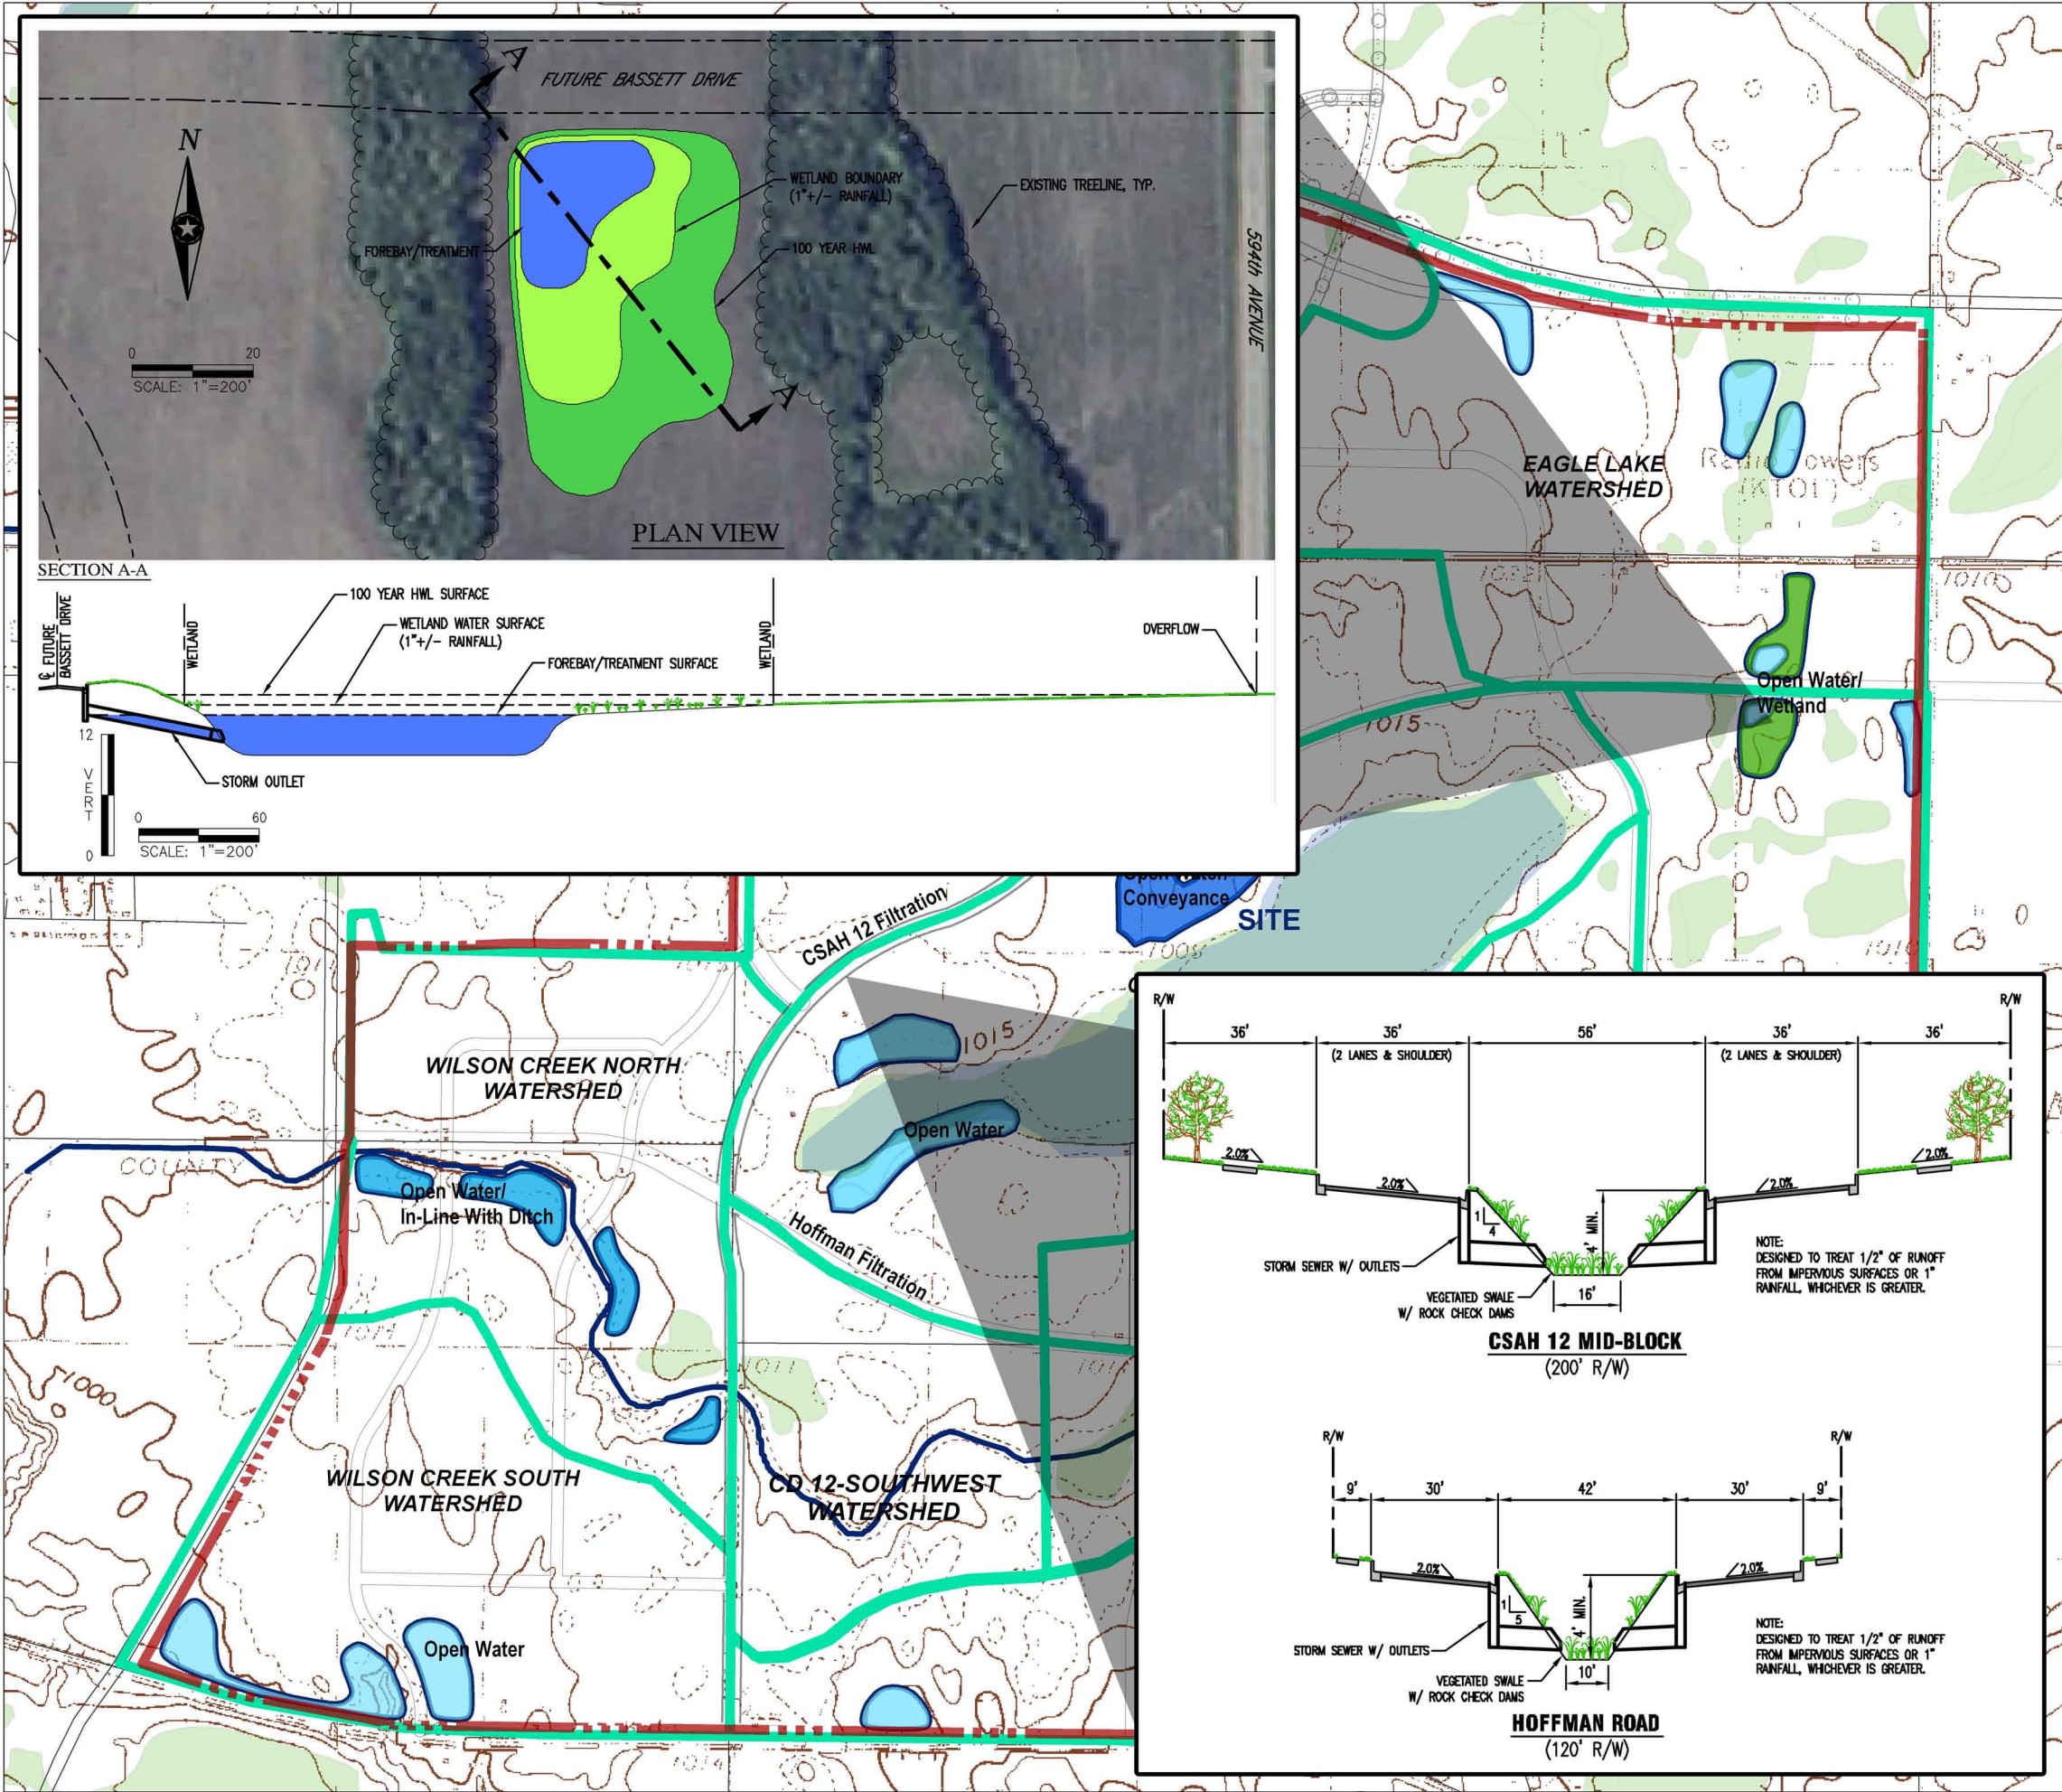 A
FUTURE BASSETT DRIVE
N
WETLAND BOUNDARY
(1"+/- RAINFALL)
EXISTING TREELINE, TYP.
FOREBAY/TREATMENT
100 YEAR HWL
594th AVENUE
0 20
SCALE: 1"=200'
A
PLAN VIEW
SECTION A-A
℄ FUTURE
BASSETT DRIVE
WETLAND
100 YEAR HWL SURFACE
WETLAND WATER SURFACE
(1"+/- RAINFALL)
FOREBAY/TREATMENT SURFACE
WETLAND
OVERFLOW
STORM OUTLET
12
VERT
0
0 60
SCALE: 1"=200'
EAGLE LAKE
WATERSHED
Radio Towers
(KTOE)
1010
1015
Open Water/
Wetland
Conveyance
SITE
1008
1010
CSAH 12 Filtration
1015
WILSON CREEK NORTH
WATERSHED
Open Water
COUNTY
Open Water/
In-Line With Ditch
Hoffman Filtration
1011
1000
WILSON CREEK SOUTH
WATERSHED
CD 12-SOUTHWEST
WATERSHED
Open Water
1014
R/W R/W
36' 36' 56' 36' 36'
(2 LANES & SHOULDER) (2 LANES & SHOULDER)
2.0% 2.0%
2.0% 2.0%
1
4
4' MIN.
STORM SEWER W/ OUTLETS
NOTE:
DESIGNED TO TREAT 1/2" OF RUNOFF
FROM IMPERVIOUS SURFACES OR 1"
RAINFALL, WHICHEVER IS GREATER.
VEGETATED SWALE
W/ ROCK CHECK DAMS
16'
CSAH 12 MID-BLOCK
(200' R/W)
R/W R/W
9' 30' 42' 30' 9'
2.0% 2.0%
1
5
4' MIN.
STORM SEWER W/ OUTLETS
NOTE:
DESIGNED TO TREAT 1/2" OF RUNOFF
FROM IMPERVIOUS SURFACES OR 1"
RAINFALL, WHICHEVER IS GREATER.
VEGETATED SWALE
W/ ROCK CHECK DAMS
10'
HOFFMAN ROAD
(120' R/W)